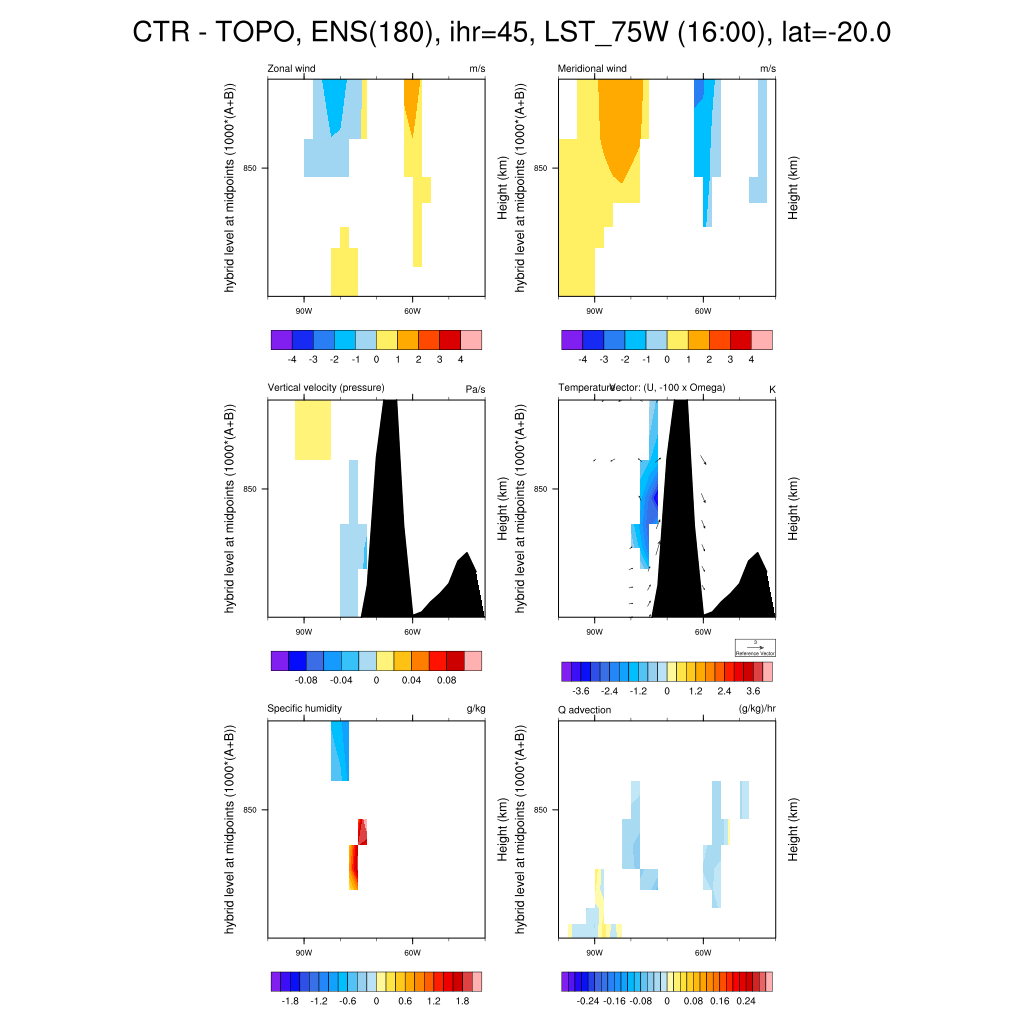 CTR - TOPO, ENS(180), ihr=45, LST_75W (16:00), lat=-20.0
Zonal wind m/s
hybrid level at midpoints (1000*(A+B))
850
Height (km)
90W 60W
-4 -3 -2 -1 0 1 2 3 4
Meridional wind m/s
hybrid level at midpoints (1000*(A+B))
850
Height (km)
90W 60W
-4 -3 -2 -1 0 1 2 3 4
Vertical velocity (pressure) Pa/s
hybrid level at midpoints (1000*(A+B))
850
Height (km)
90W 60W
-0.08 -0.04 0 0.04 0.08
Temperature Vector: (U, -100 x Omega) K
hybrid level at midpoints (1000*(A+B))
850
Height (km)
90W 60W
3
Reference Vector
-3.6 -2.4 -1.2 0 1.2 2.4 3.6
Specific humidity g/kg
hybrid level at midpoints (1000*(A+B))
850
Height (km)
90W 60W
-1.8 -1.2 -0.6 0 0.6 1.2 1.8
Q advection (g/kg)/hr
hybrid level at midpoints (1000*(A+B))
850
Height (km)
90W 60W
-0.24 -0.16 -0.08 0 0.08 0.16 0.24